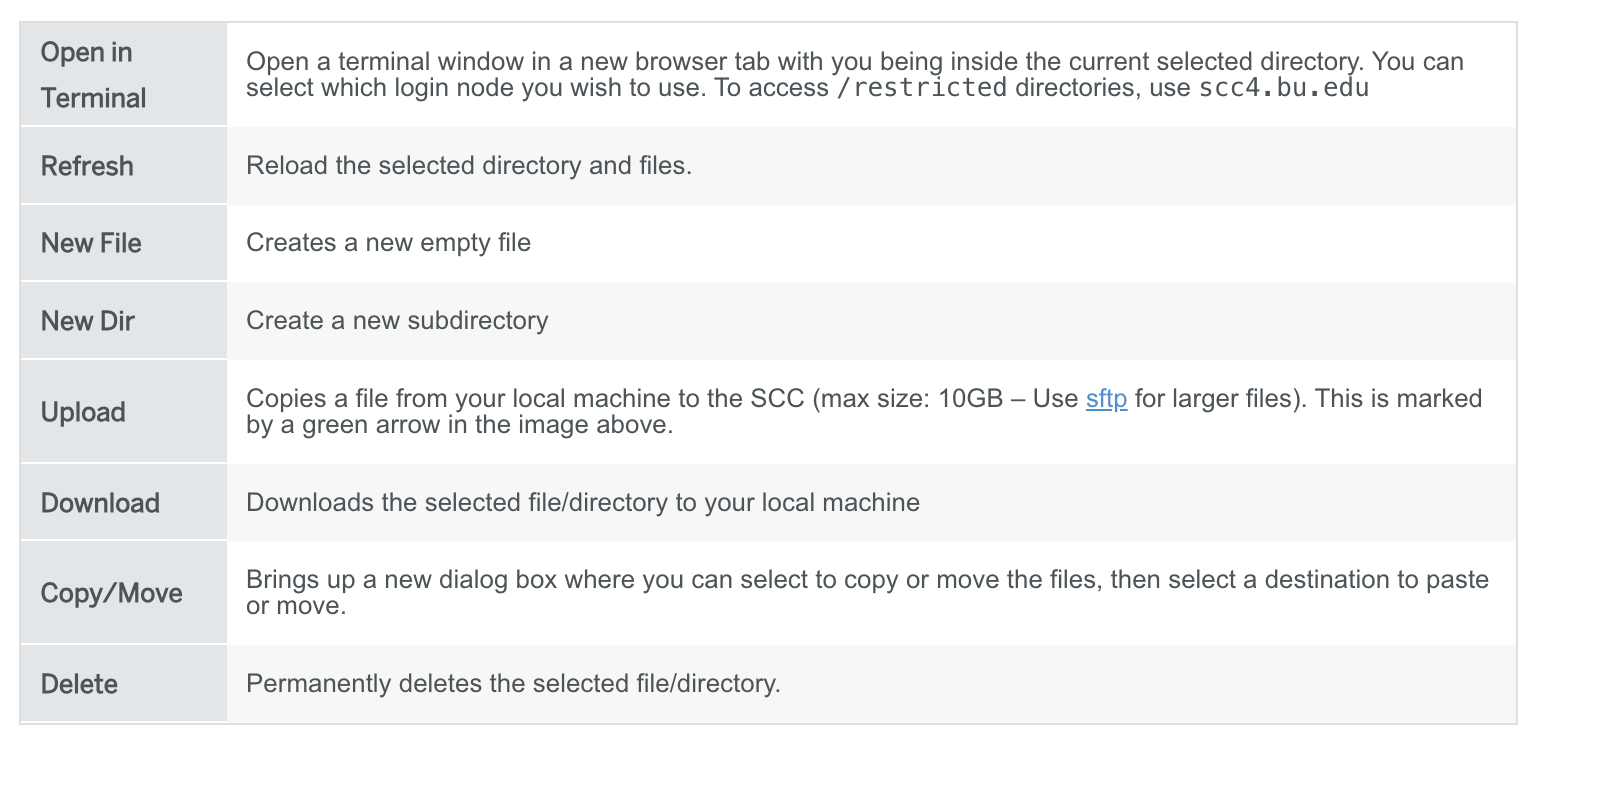 Open in
Terminal
Open a terminal window in a new browser tab with you being inside the current selected directory. You can
select which login node you wish to use. To access /restricted directories, use scc4.bu.edu
Refresh
Reload the selected directory and files.
New File
Creates a new empty file
New Dir
Create a new subdirectory
Upload
Copies a file from your local machine to the SCC (max size: 10GB – Use sftp for larger files). This is marked
by a green arrow in the image above.
Download
Downloads the selected file/directory to your local machine
Copy/Move
Brings up a new dialog box where you can select to copy or move the files, then select a destination to paste
or move.
Delete
Permanently deletes the selected file/directory.